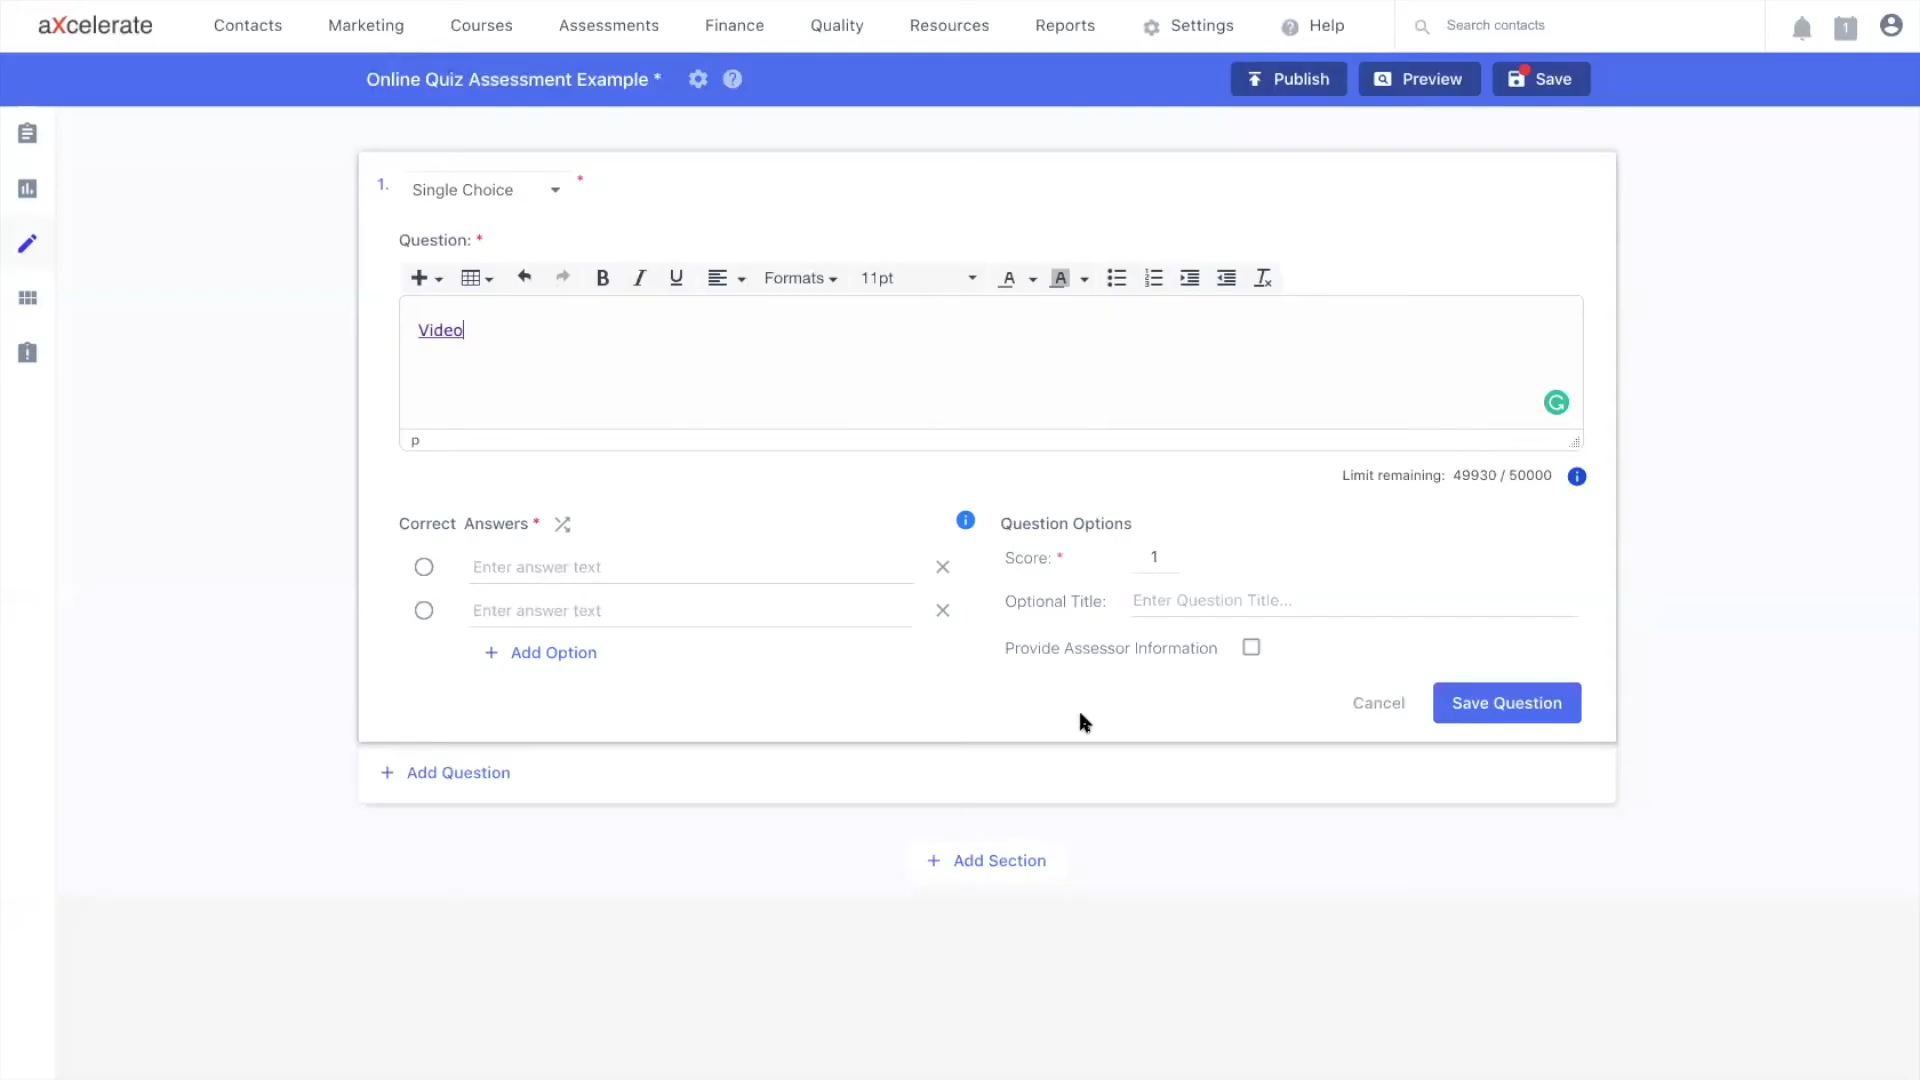 aXcelerate Contacts Marketing Courses Assessments Finance Quality Resources Reports Settings Help Search contacts 1
Online Quiz Assessment Example * Publish Preview Save
1. Single Choice *
Question: *
Formats 11pt
Video
p
Limit remaining: 49930 / 50000
Correct Answers * Question Options
Score: * 1
Enter answer text
Optional Title: Enter Question Title...
Enter answer text
Provide Assessor Information
+ Add Option
Cancel Save Question
+ Add Question
+ Add Section